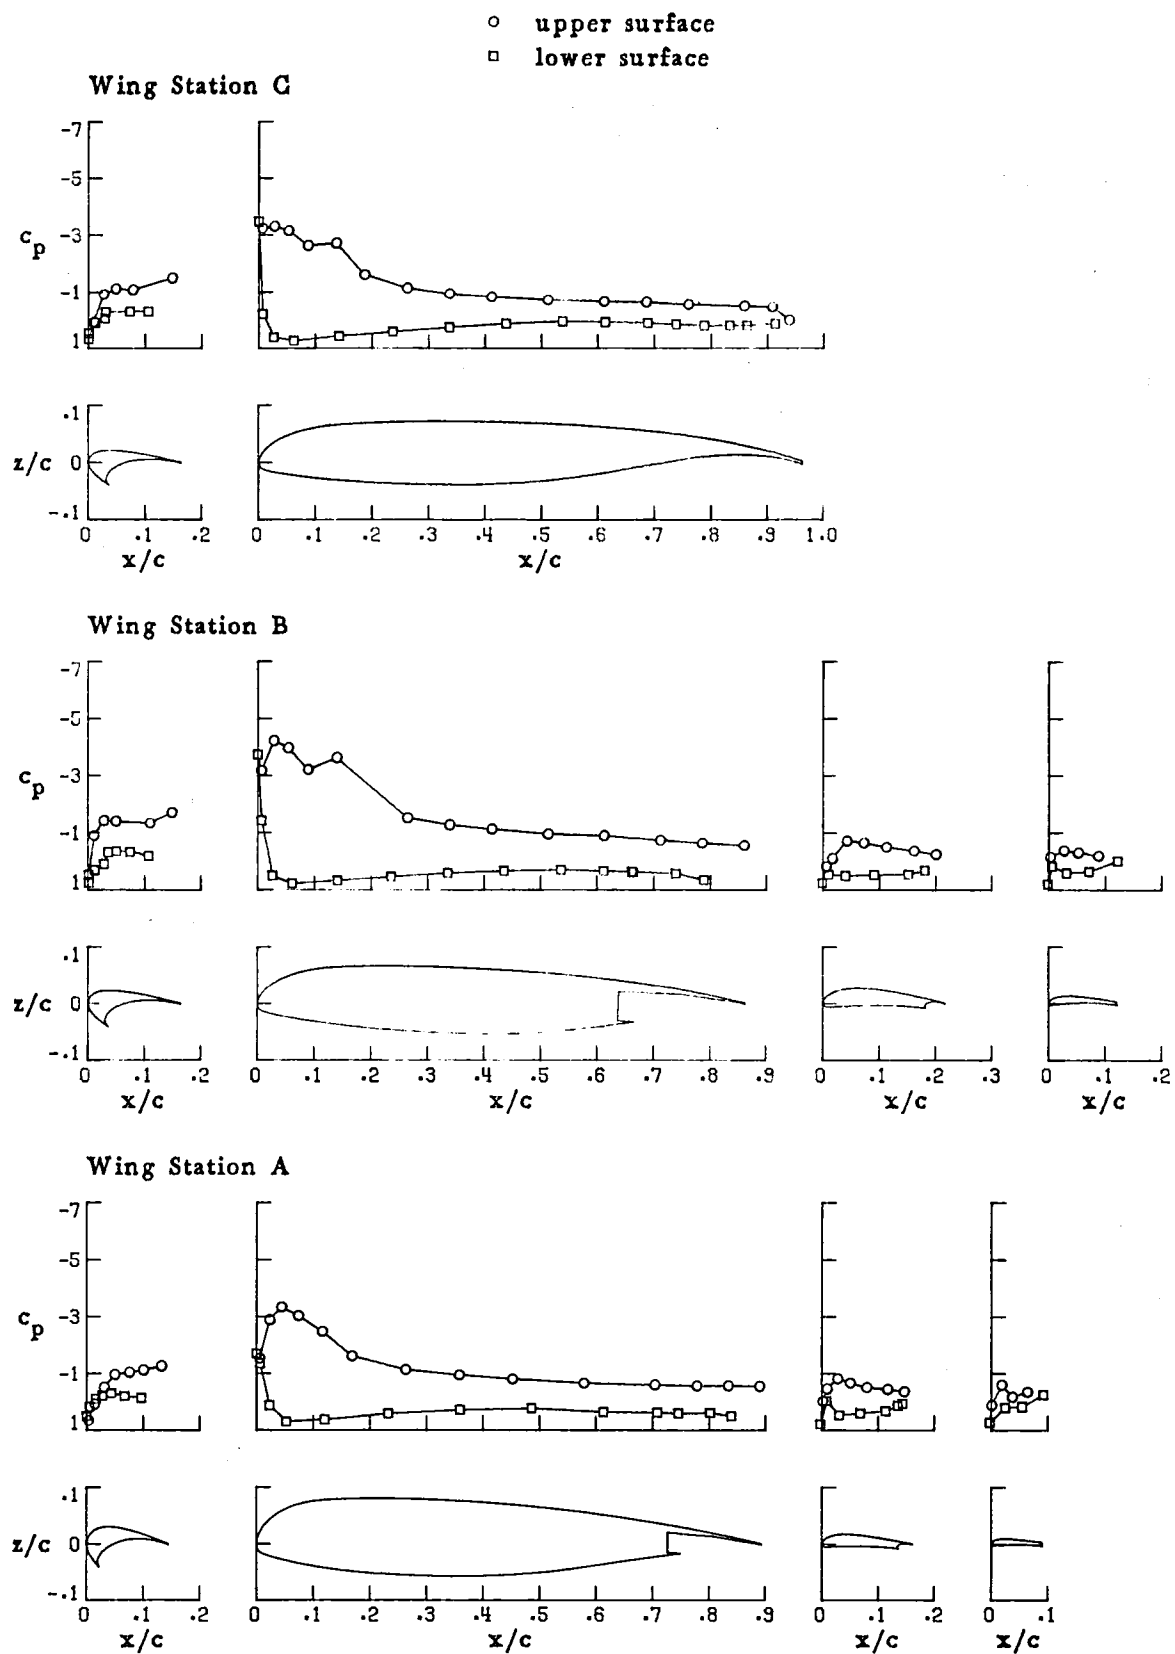 upper surface
lower surface
Wing Station C
-7
-5
-3
-1
1
c_p
.1
0
-.1
z/c
0 .1 .2
x/c
0 .1 .2 .3 .4 .5 .6 .7 .8 .9 1.0
x/c
Wing Station B
-7
-5
-3
-1
1
c_p
.1
0
-.1
z/c
0 .1 .2
x/c
0 .1 .2 .3 .4 .5 .6 .7 .8 .9
x/c
0 .1 .2 .3
x/c
0 .1 .2
x/c
Wing Station A
-7
-5
-3
-1
1
c_p
.1
0
-.1
z/c
0 .1 .2
x/c
0 .1 .2 .3 .4 .5 .6 .7 .8 .9
x/c
0 .1 .2
x/c
0 .1
x/c